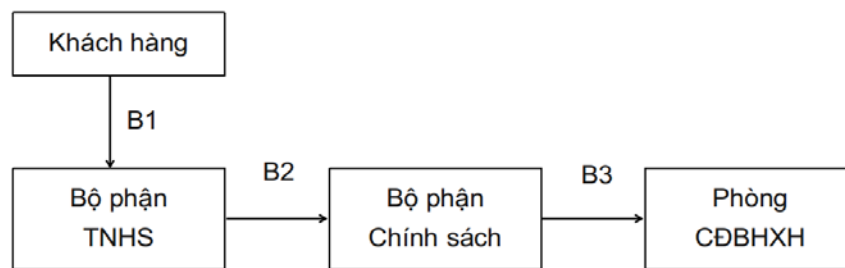 Khách hàng
B1
B2
B3
Bộ phận
TNHS
Bộ phận
Chính sách
Phòng
CĐBHXH